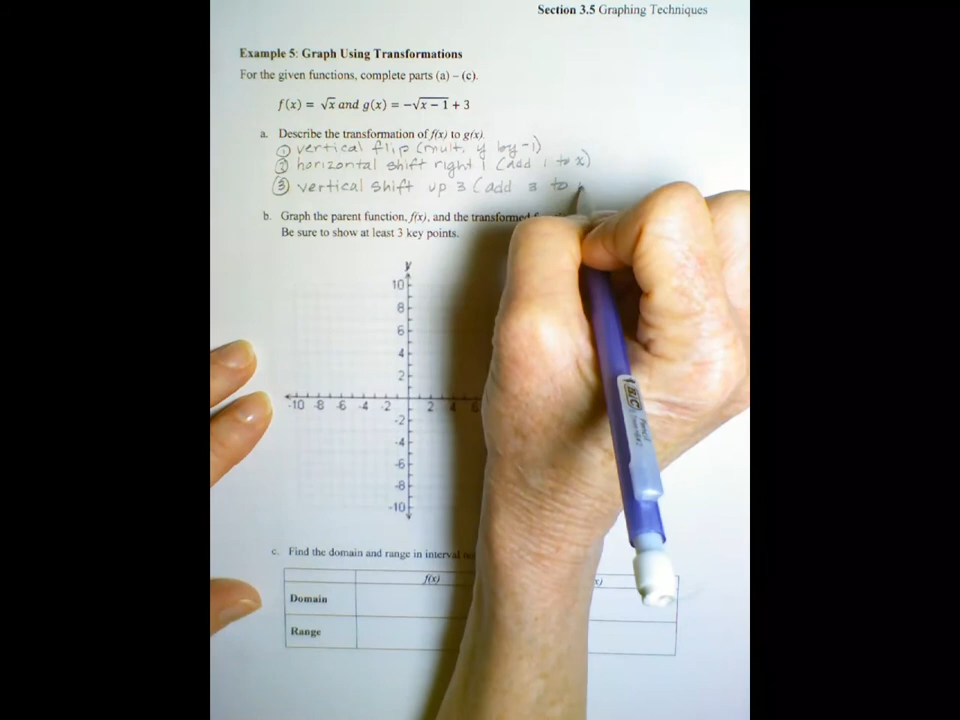 Section 3.5 Graphing Techniques
Example 5: Graph Using Transformations
For the given functions, complete parts (a) – (c).
f(x) = √x and g(x) = −√x − 1 + 3
a. Describe the transformation of f(x) to g(x).
① vertical flip (mult. y by -1)
② horizontal shift right 1 (add 1 to x)
③ vertical shift up 3 (add 3 to
b. Graph the parent function, f(x), and the transformed
Be sure to show at least 3 key points.
y
10
8
6
4
2
-10 -8 -6 -4 -2 2 4
-2
-4
-6
-8
-10
c. Find the domain and range in interval
f(x)
Domain
Range
BIC